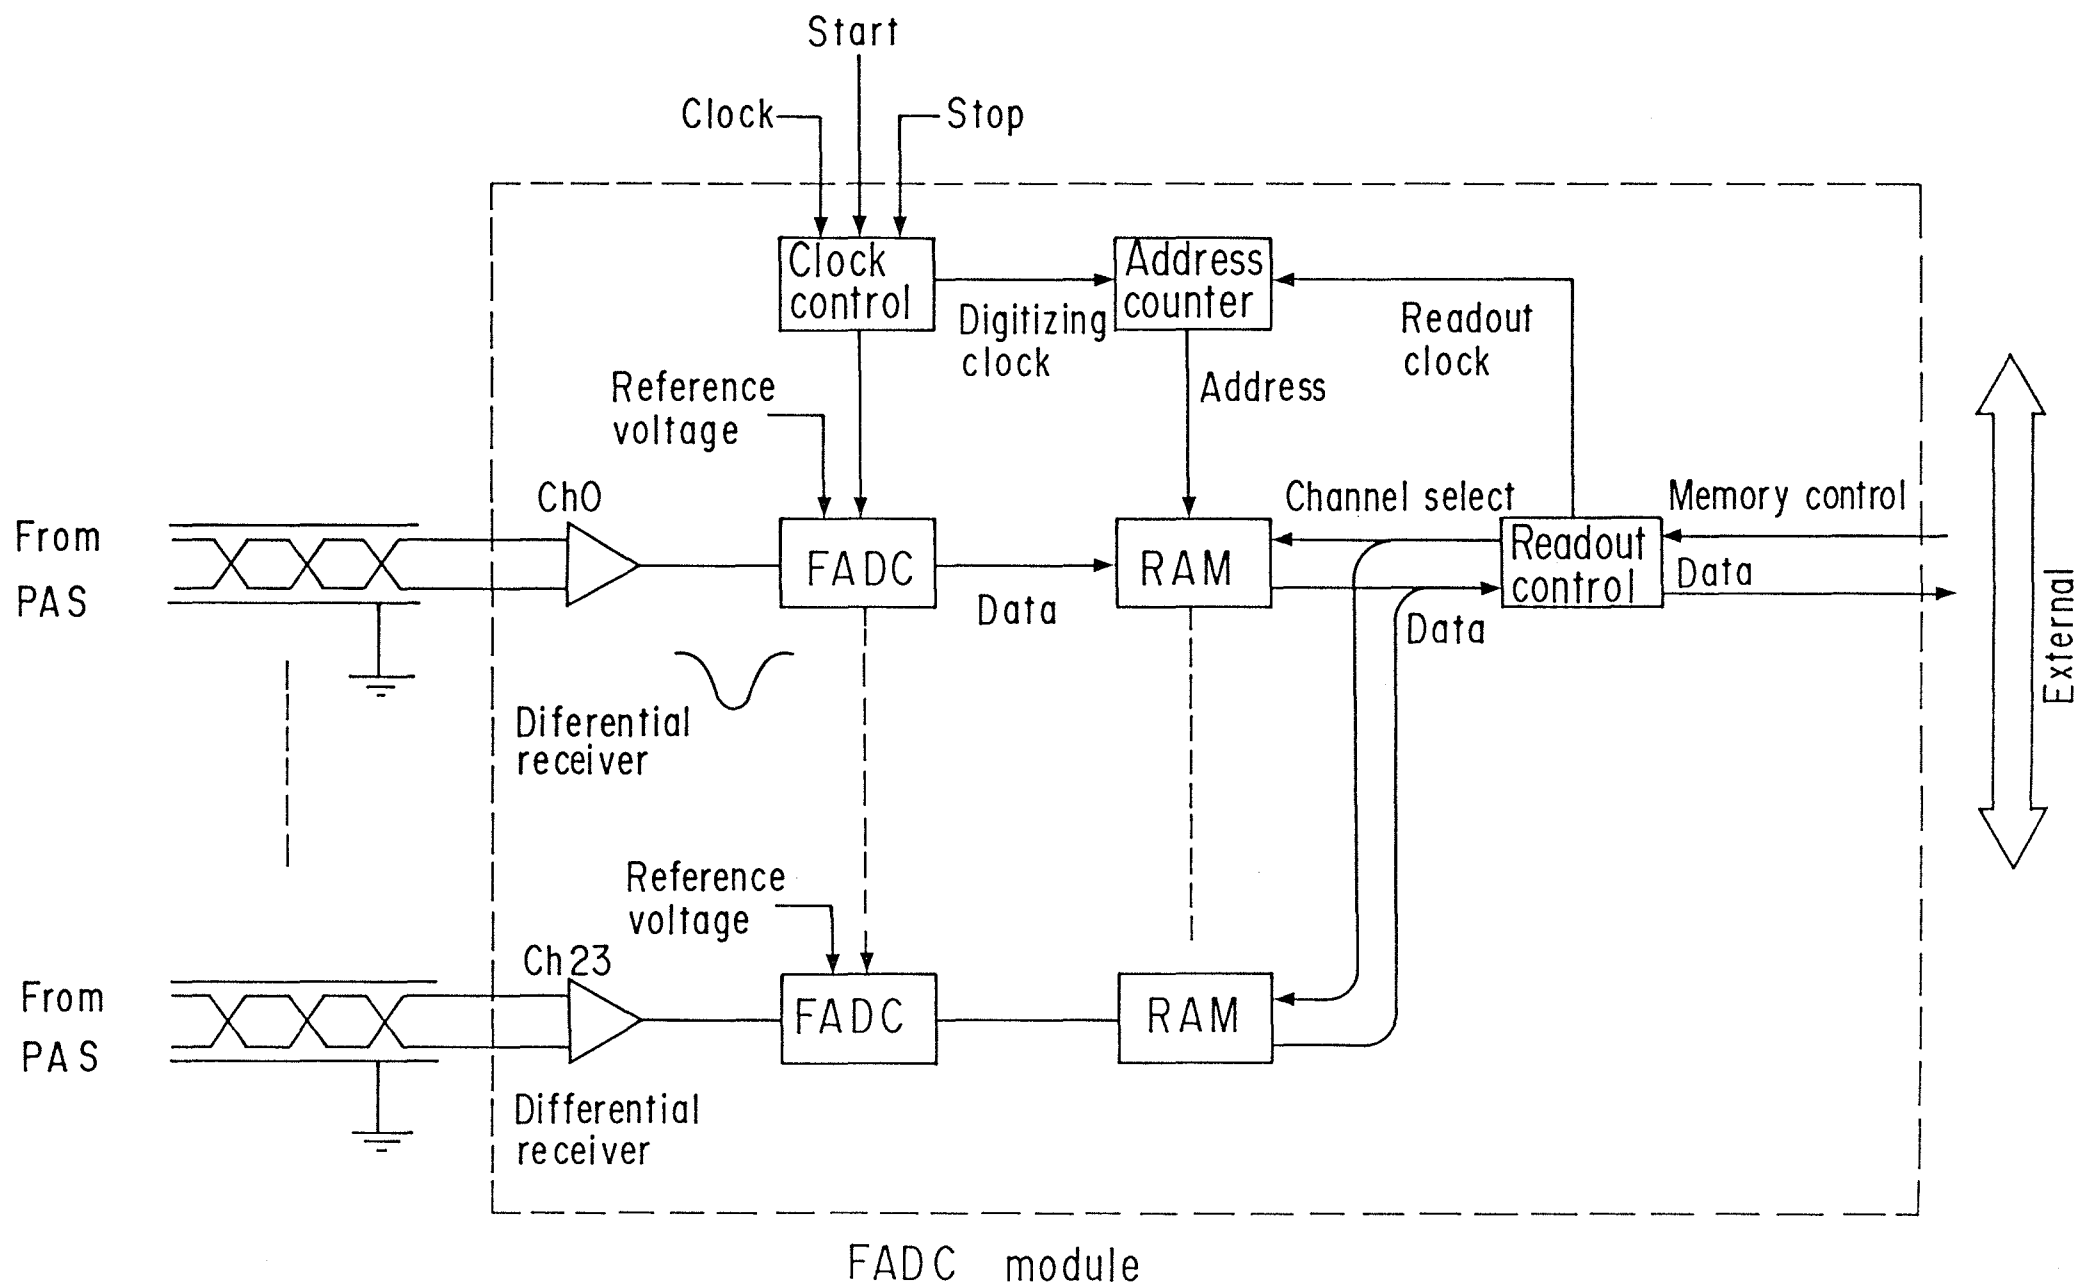 Start
Clock
Stop
Clock
control
Address
counter
Digitizing
clock
Readout
clock
Reference
voltage
Address
Ch0
Channel select
Memory control
From
PAS
FADC
RAM
Readout
control
Data
Data
Data
External
Diferential
receiver
Reference
voltage
Ch23
From
PAS
FADC
RAM
Differential
receiver
FADC module